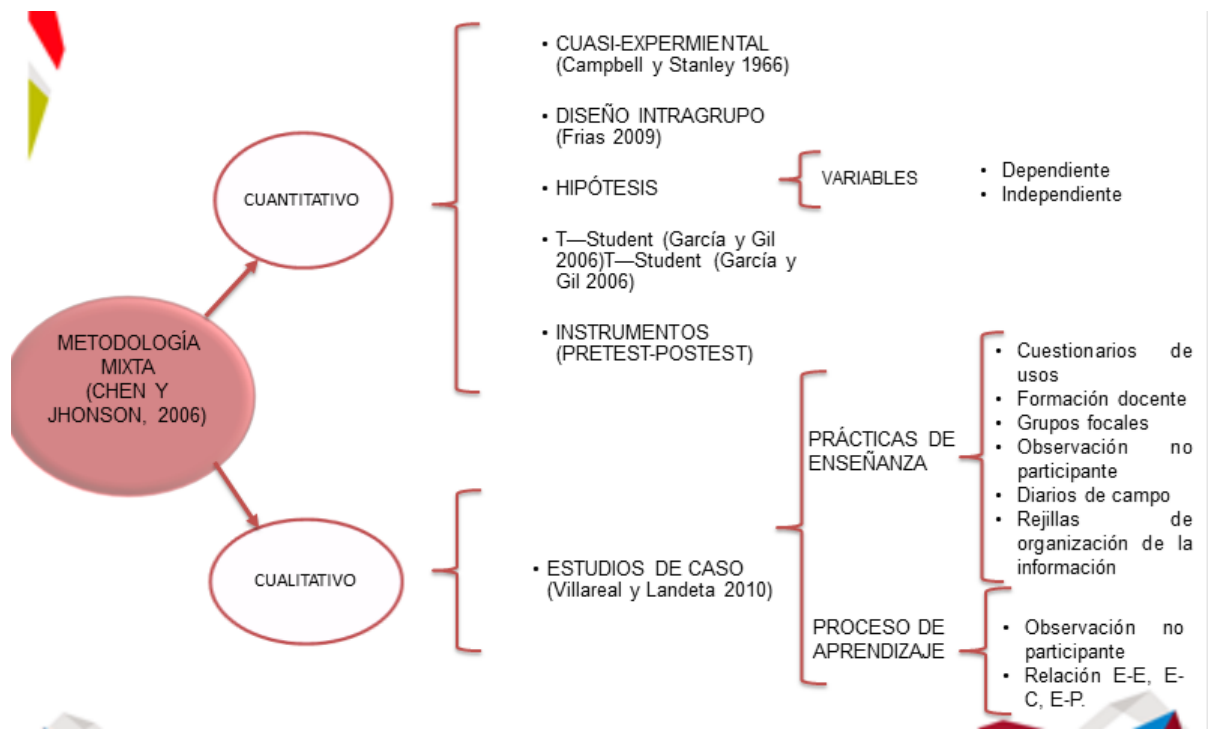 METODOLOGÍA
MIXTA
(CHEN Y
JHONSON, 2006)
CUANTITATIVO
• CUASI-EXPERMIENTAL
(Campbell y Stanley 1966)
• DISEÑO INTRAGRUPO
(Frias 2009)
• HIPÓTESIS
VARIABLES
• Dependiente
• Independiente
• T—Student (García y Gil
2006)T—Student (García y
Gil 2006)
• INSTRUMENTOS
(PRETEST-POSTEST)
CUALITATIVO
• ESTUDIOS DE CASO
(Villareal y Landeta 2010)
PRÁCTICAS DE
ENSEÑANZA
• Cuestionarios de
usos
• Formación docente
• Grupos focales
• Observación no
participante
• Diarios de campo
• Rejillas de
organización de la
información
PROCESO DE
APRENDIZAJE
• Observación no
participante
• Relación E-E, E-
C, E-P.